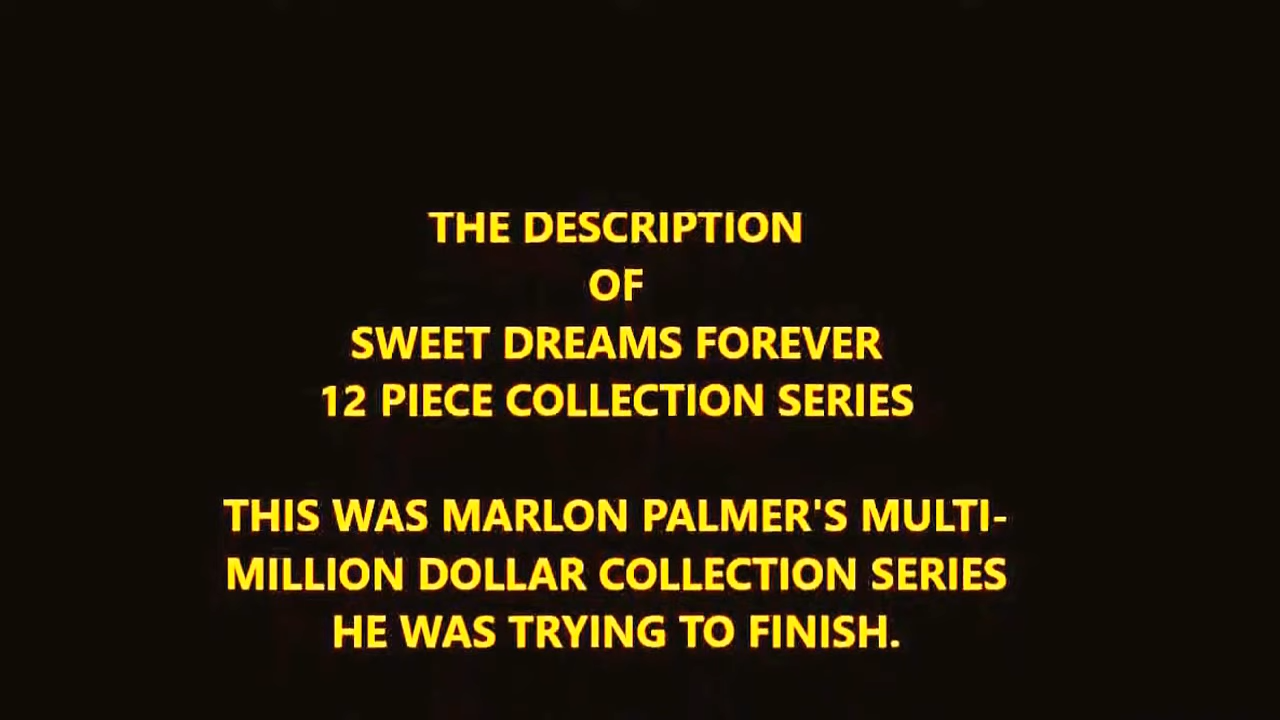 THE DESCRIPTION
OF
SWEET DREAMS FOREVER
12 PIECE COLLECTION SERIES
THIS WAS MARLON PALMER'S MULTI-
MILLION DOLLAR COLLECTION SERIES
HE WAS TRYING TO FINISH.